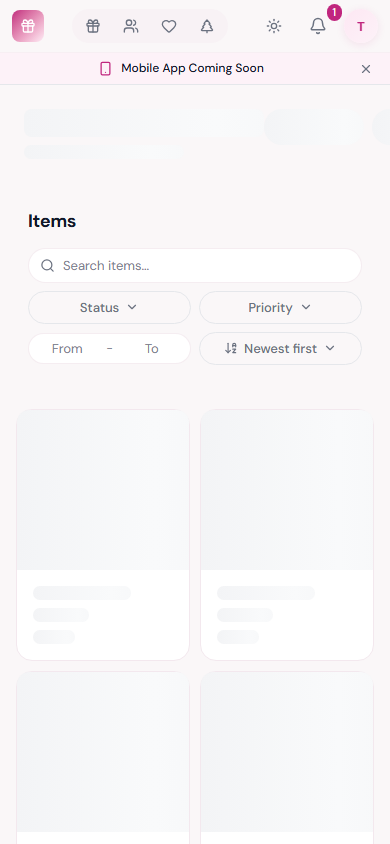 1
T
Mobile App Coming Soon
Items
Search items...
Status
Priority
From - To
Newest first